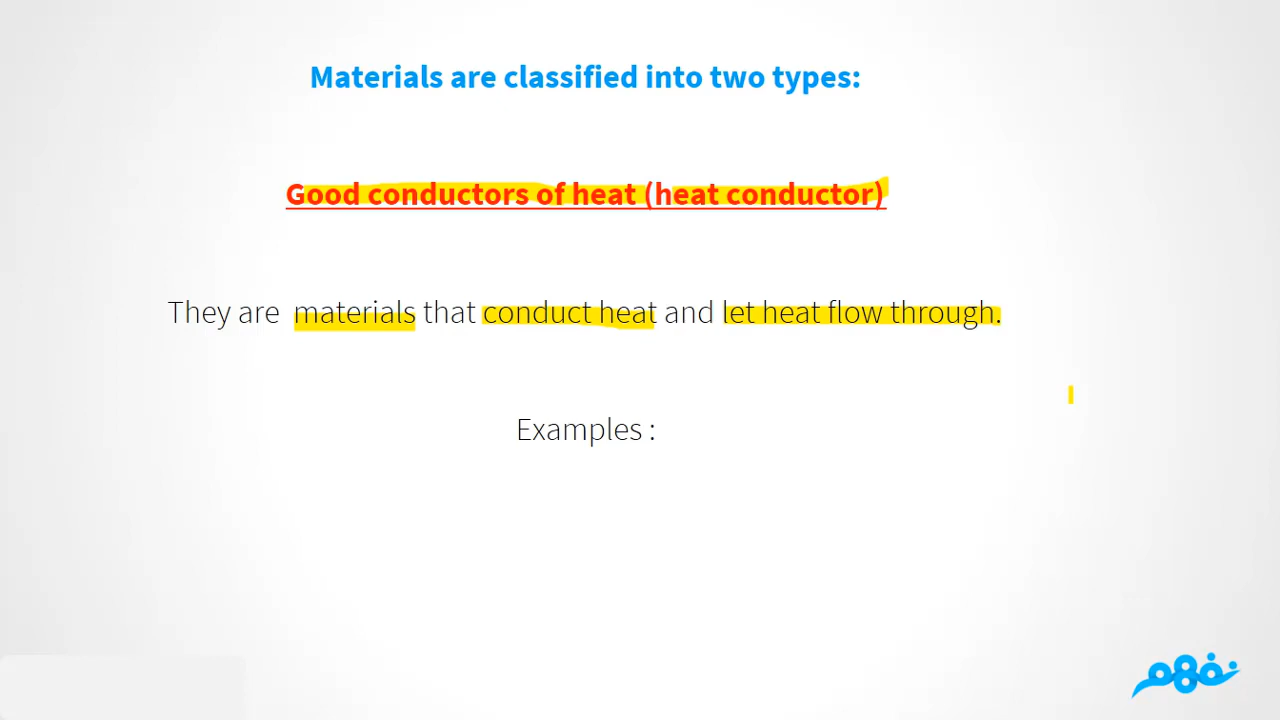 Materials are classified into two types:
Good conductors of heat (heat conductor)
They are materials that conduct heat and let heat flow through.
Examples :
نفهم